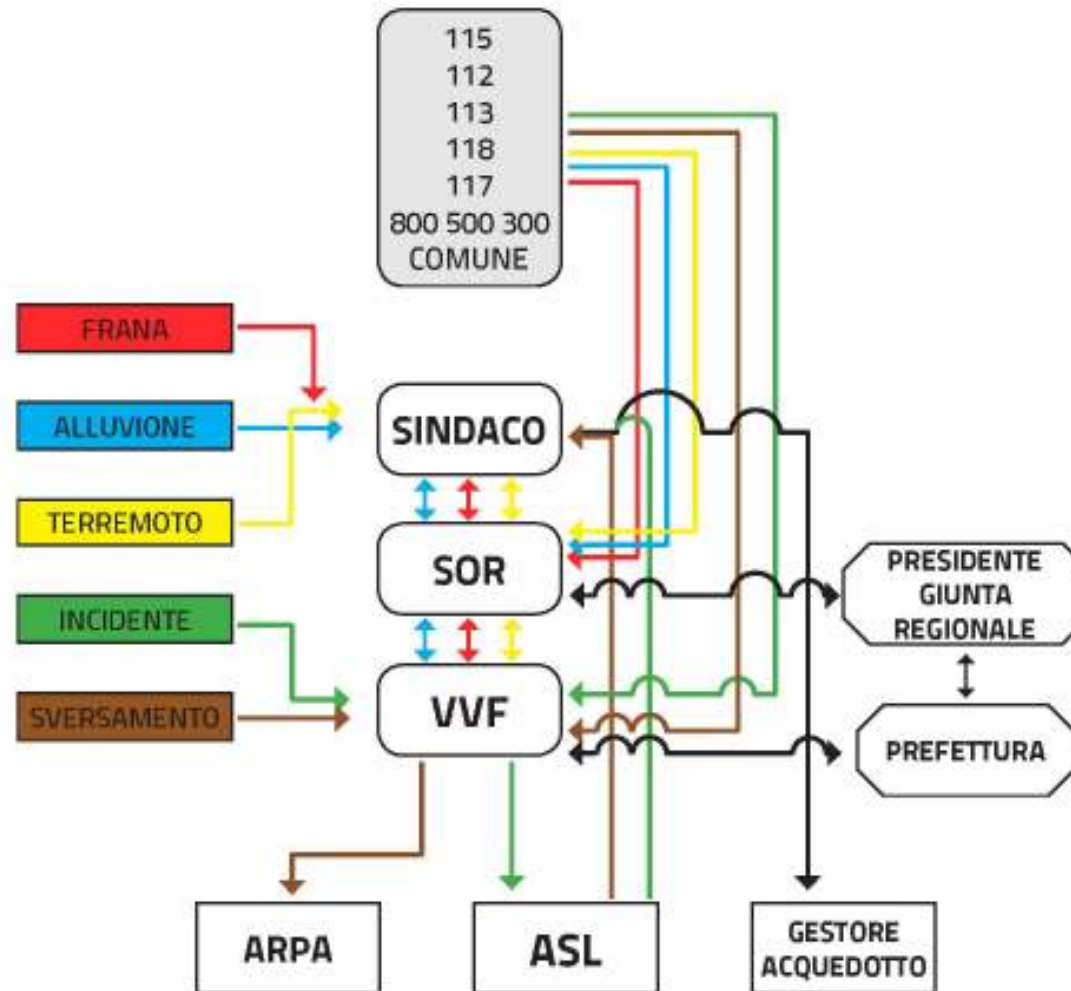 115
112
113
118
117
800 500 300
COMUNE
FRANA
ALLUVIONE
TERREMOTO
INCIDENTE
SVERSAMENTO
SINDACO
SOR
VVF
PRESIDENTE
GIUNTA
REGIONALE
PREFETTURA
ARPA
ASL
GESTORE
ACQUEDOTTO